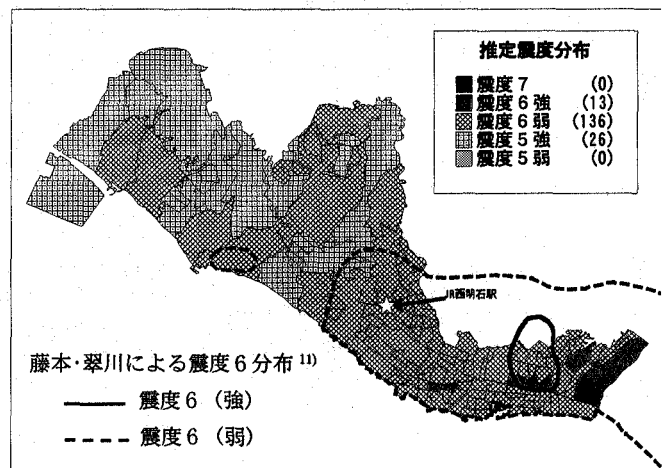 推定震度分布
震度7 (0)
震度6強 (13)
震度6弱 (136)
震度5強 (26)
震度5弱 (0)
JR西明石駅
藤本・翠川による震度6分布 11)
震度6 (強)
震度6 (弱)